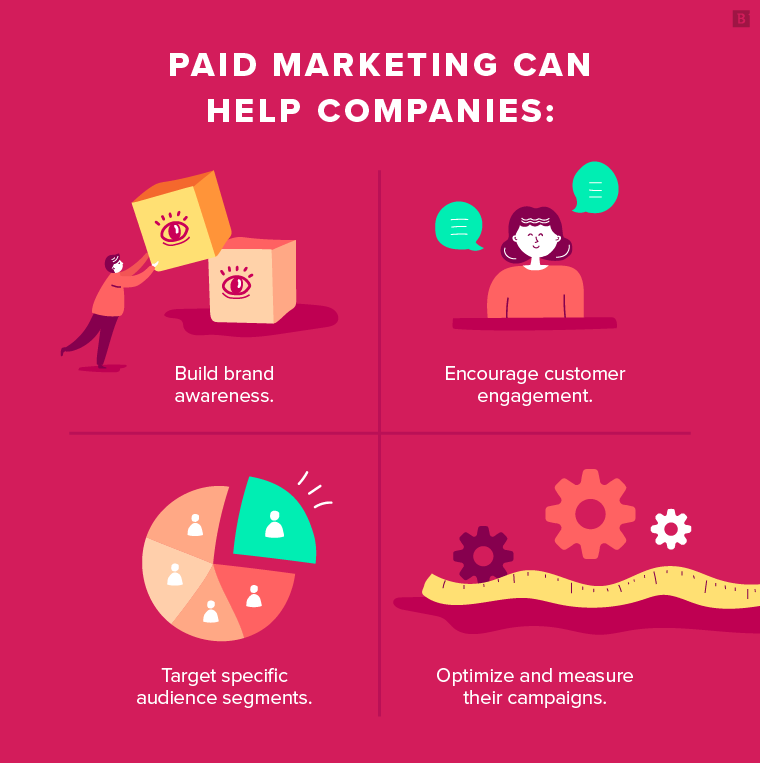 B
PAID MARKETING CAN
HELP COMPANIES:
Build brand
awareness.
Encourage customer
engagement.
Target specific
audience segments.
Optimize and measure
their campaigns.